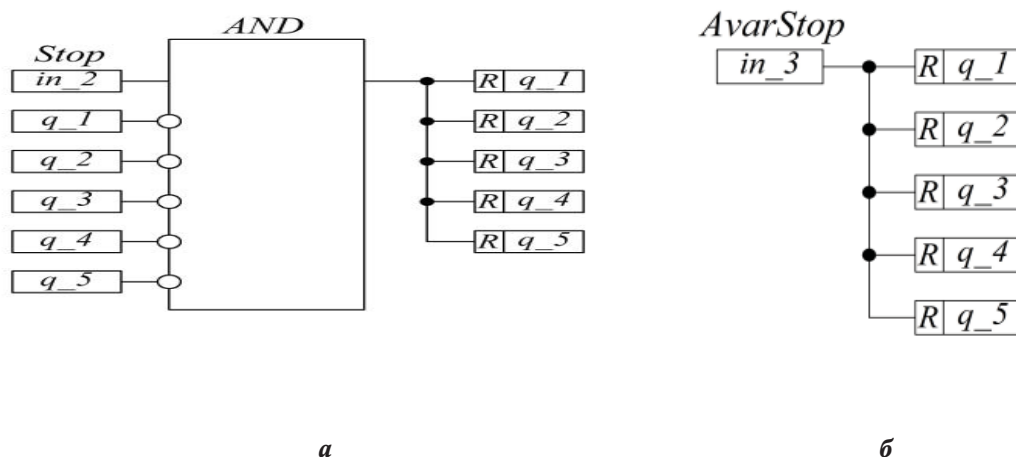 AND
Stop
in_2
q_1
q_2
q_3
q_4
q_5
R q_1
R q_2
R q_3
R q_4
R q_5
а
AvarStop
in_3
R q_1
R q_2
R q_3
R q_4
R q_5
б